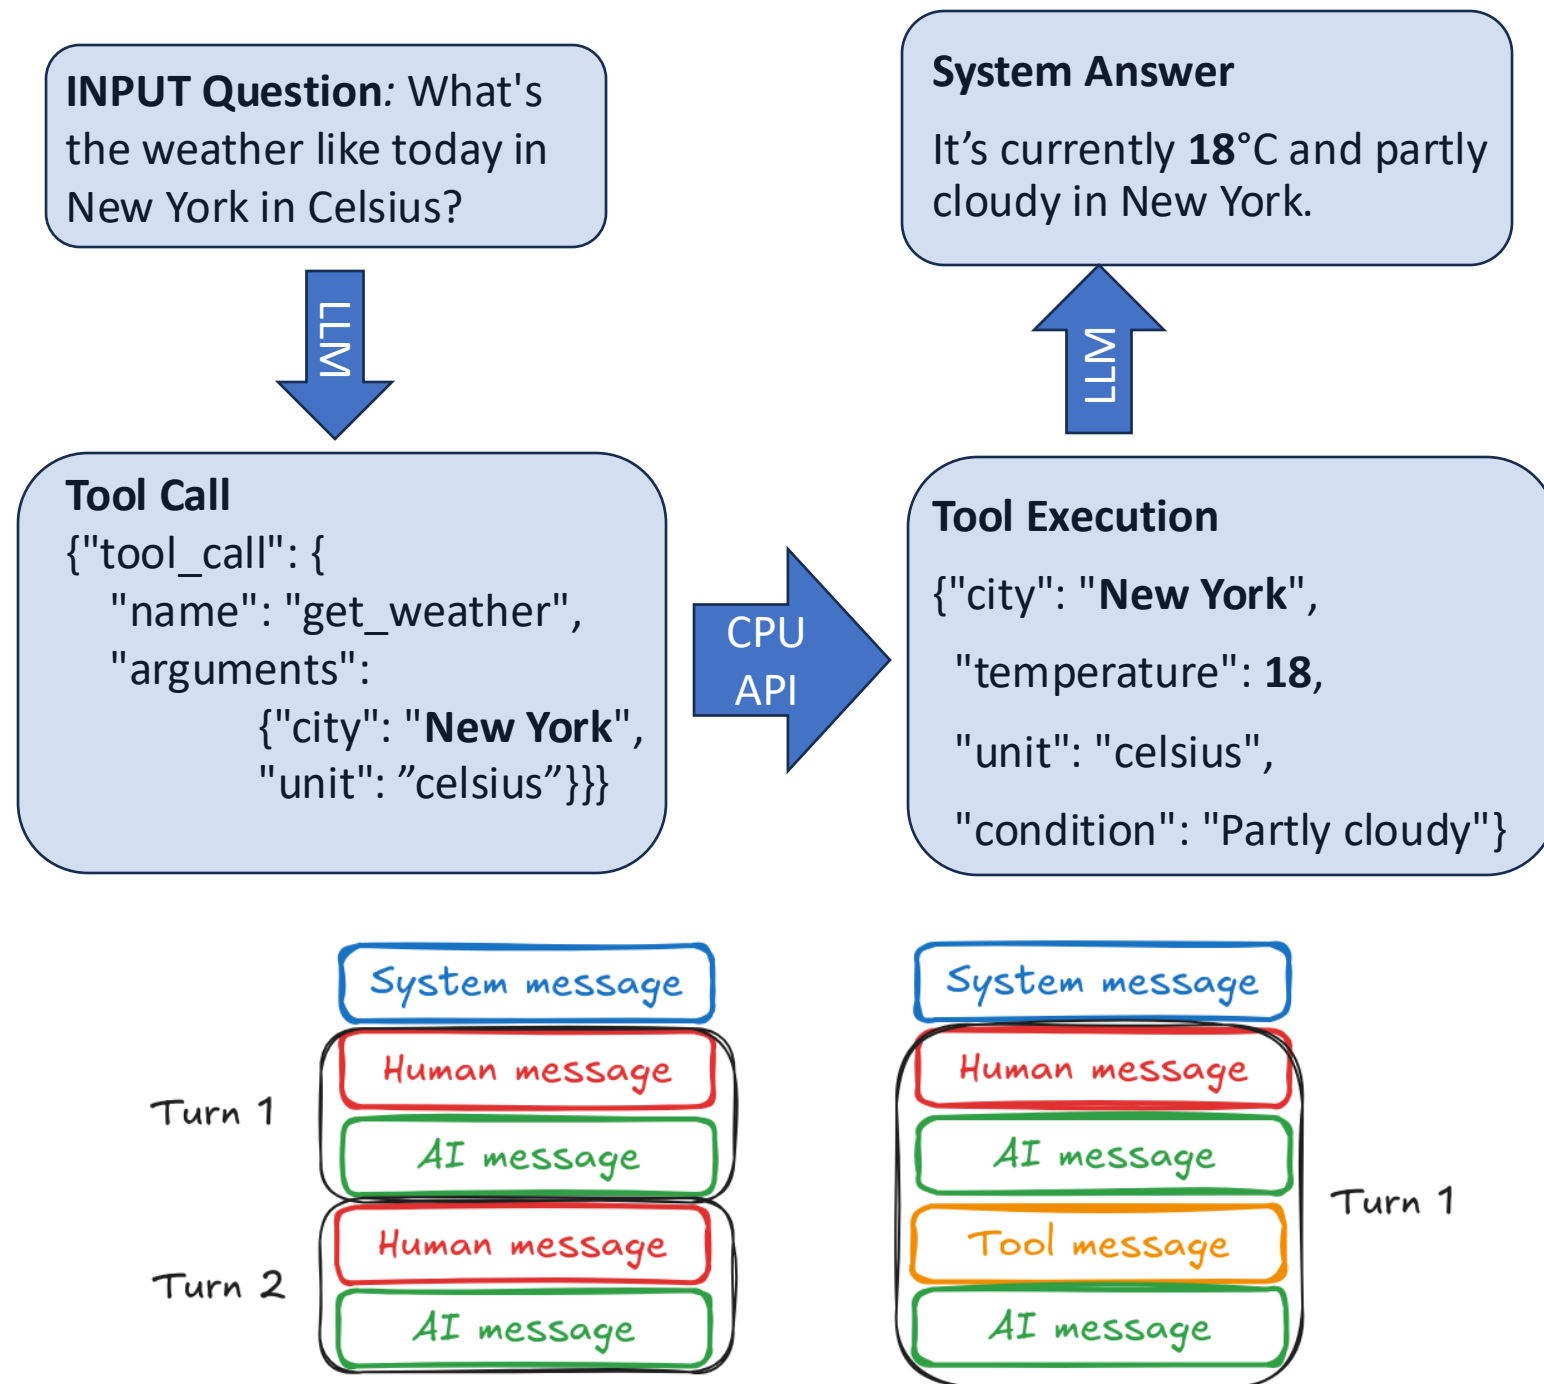 INPUT Question: What's
the weather like today in
New York in Celsius?
LLM
Tool Call
{"tool_call": {
"name": "get_weather",
"arguments":
{"city": "New York",
"unit": ”celsius”}}}
CPU
API
Tool Execution
{"city": "New York",
"temperature": 18,
"unit": "celsius",
"condition": "Partly cloudy"}
LLM
System Answer
It’s currently 18°C and partly
cloudy in New York.
System message
Turn 1
Human message
AI message
Turn 2
Human message
AI message
System message
Human message
AI message
Tool message
AI message
Turn 1